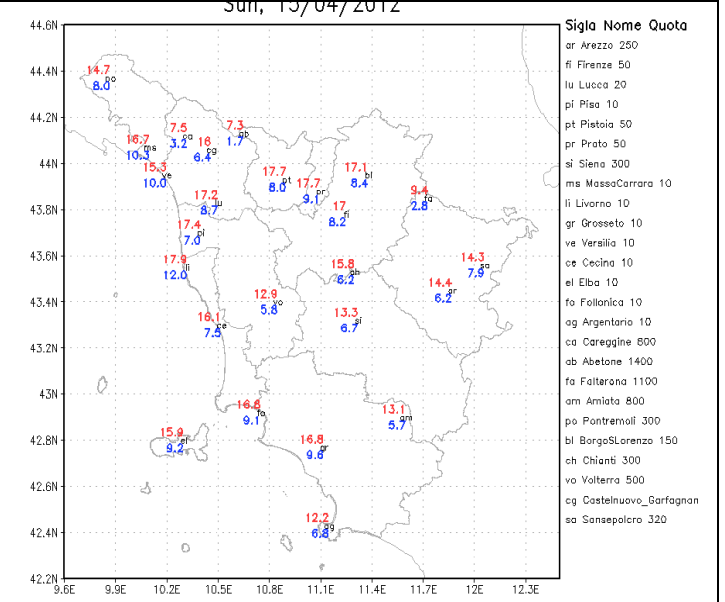 Sun, 15/04/2012
44.6N
44.4N
44.2N
44N
43.8N
43.6N
43.4N
43.2N
43N
42.8N
42.6N
42.4N
42.2N
9.6E 9.9E 10.2E 10.5E 10.8E 11.1E 11.4E 11.7E 12E 12.3E
14.7 po
8.0
7.5 ca
3.2
7.3 ab
1.7
16.7 ms
10.3
16 cg
6.4
15.3 ve
10.0
17.7 pt
8.0
17.7 pr
9.1
17.1 bl
8.4
9.4 fa
2.8
17.2 lu
8.7
17 fi
8.2
17.4 pi
7.0
17.9 li
12.0
15.8 ab
6.2
14.3 sa
7.9
14.4 ar
6.2
12.9 vo
5.8
13.3 si
6.7
16.1 ce
7.5
16.8 fo
9.1
13.1 am
5.7
15.9 el
9.2
16.8 gr
9.6
12.2 ag
6.8
Sigla Nome Quota
ar Arezzo 250
fi Firenze 50
lu Lucca 20
pi Pisa 10
pt Pistoia 50
pr Prato 50
si Siena 300
ms MassaCarrara 10
li Livorno 10
gr Grosseto 10
ve Versilia 10
ce Cecina 10
el Elba 10
fo Follonica 10
ag Argentario 10
ca Careggine 800
ab Abetone 1400
fa Falterona 1100
am Amiata 800
po Pontremoli 300
bl BorgoSLorenzo 150
ch Chianti 300
vo Volterra 500
cg Castelnuovo_Garfagnan
sa Sansepolcro 320